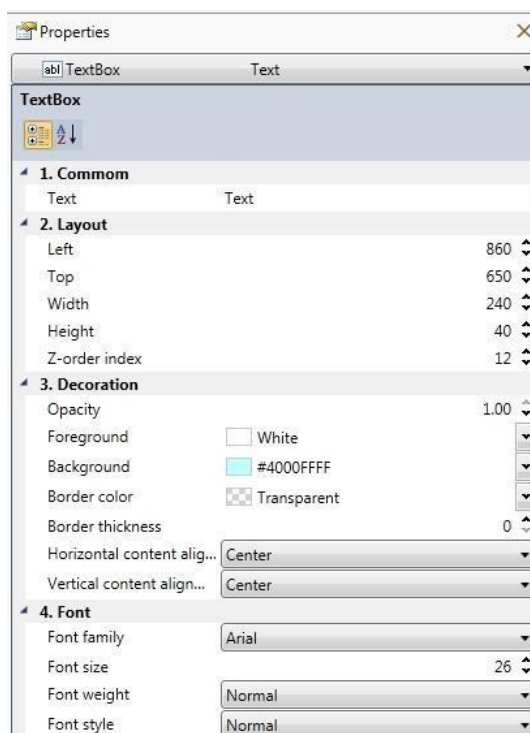 Properties
abl TextBox Text
TextBox
A Z
1. Commom
Text Text
2. Layout
Left 860
Top 650
Width 240
Height 40
Z-order index 12
3. Decoration
Opacity 1.00
Foreground White
Background #4000FFFF
Border color Transparent
Border thickness 0
Horizontal content alig... Center
Vertical content align... Center
4. Font
Font family Arial
Font size 26
Font weight Normal
Font style Normal